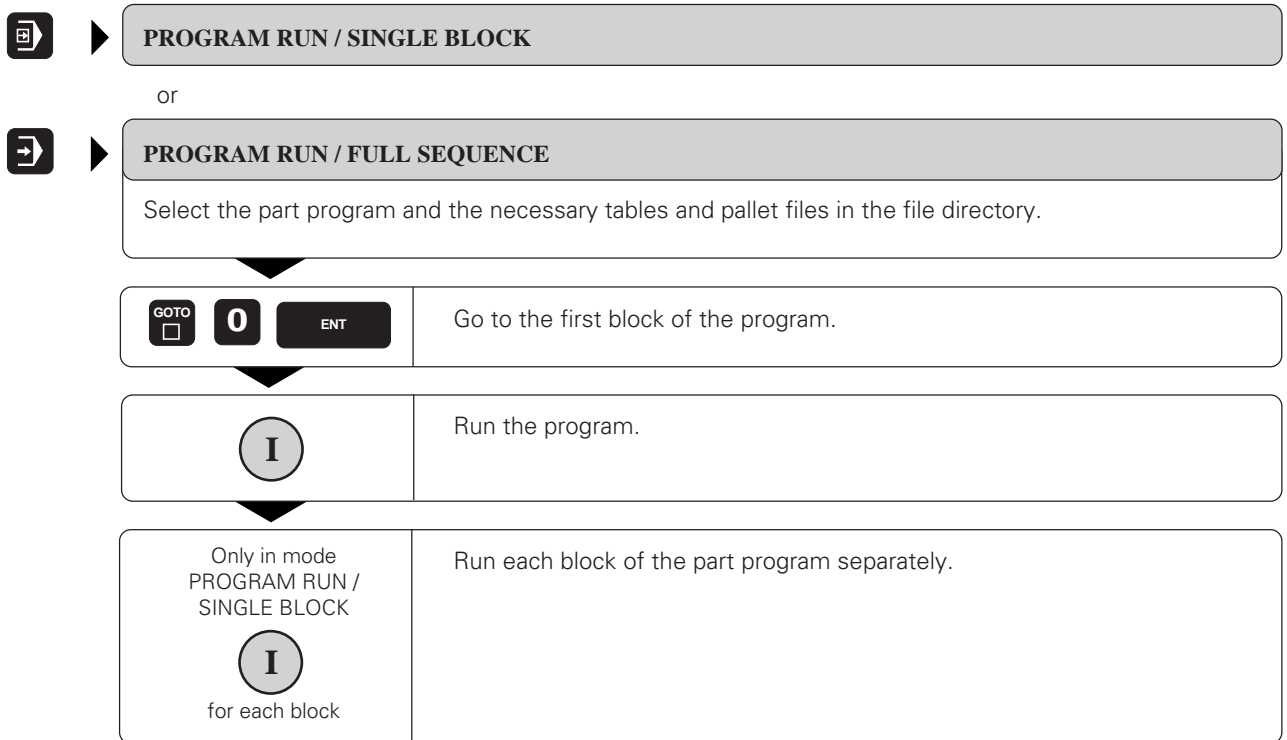 PROGRAM RUN / SINGLE BLOCK
or
PROGRAM RUN / FULL SEQUENCE
Select the part program and the necessary tables and pallet files in the file directory.
GOTO 0 ENT
Go to the first block of the program.
I
Run the program.
Only in mode
PROGRAM RUN /
SINGLE BLOCK
I
for each block
Run each block of the part program separately.